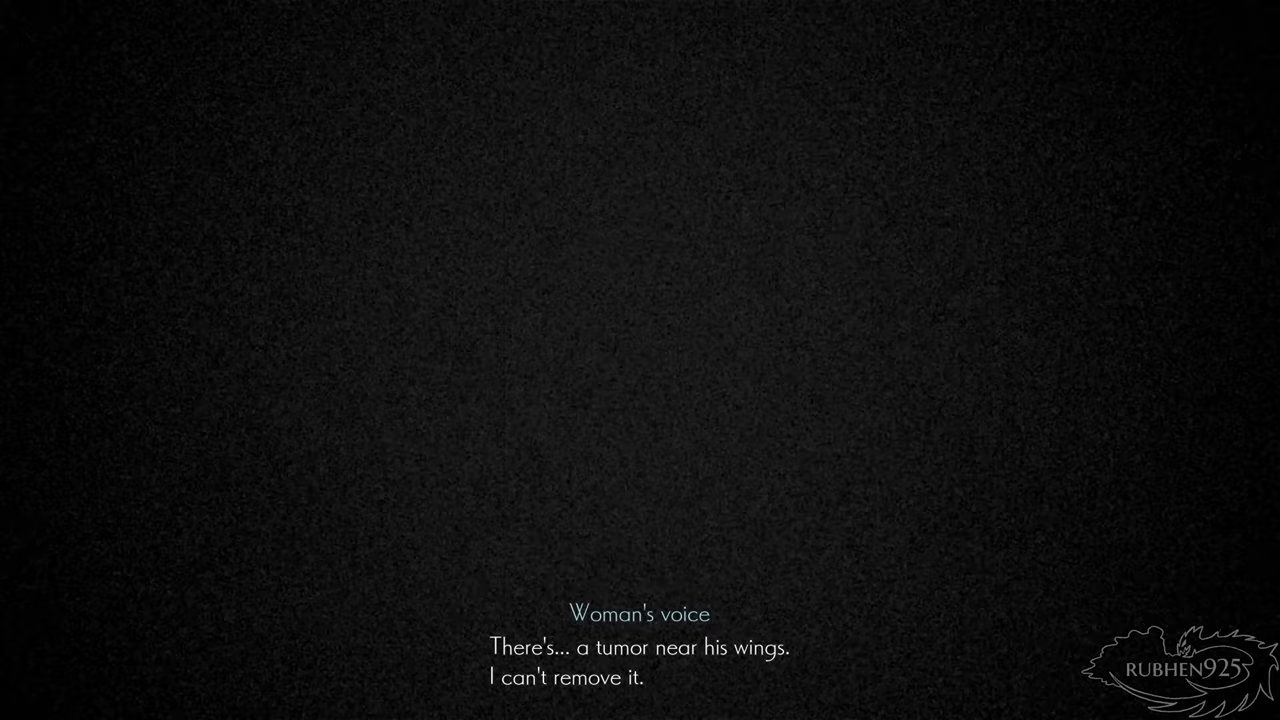 Woman's voice
There's... a tumor near his wings.
I can't remove it.
RUBHEN925